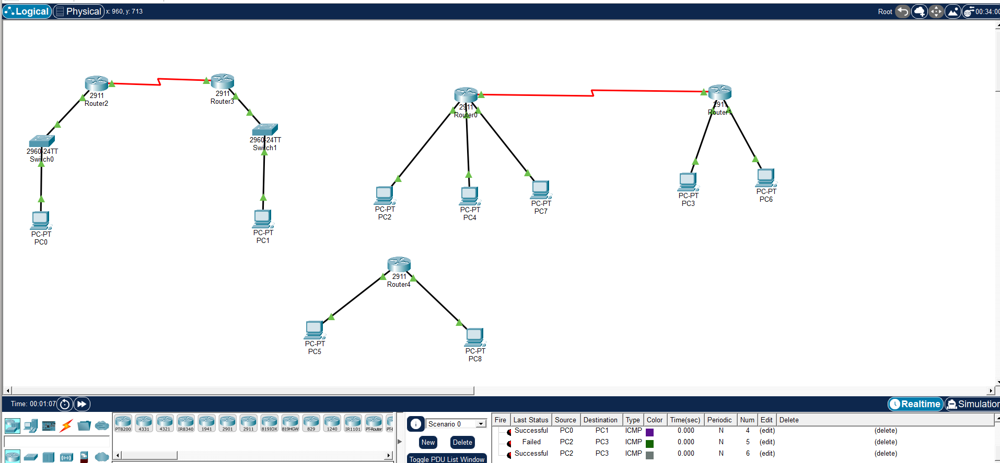 Logical Physical x: 960, y: 713 Root 00:34:00
2911
Router2
2911
Router3
2960-24TT
Switch0
2960-24TT
Switch1
PC-PT
PC0
PC-PT
PC1
2911
Router0
2911
Router1
PC-PT
PC2
PC-PT
PC4
PC-PT
PC7
PC-PT
PC3
PC-PT
PC6
2911
Router4
PC-PT
PC5
PC-PT
PC8
Time: 00:01:07 Realtime Simulation
PT8200 4331 4321 IR8340 1941 2901 2911 819IOX 819HGW 829 1240 IR1101 PT-Router
Scenario 0
New Delete
Toggle PDU List Window
Fire Last Status Source Destination Type Color Time(sec) Periodic Num Edit Delete
Successful PC0 PC1 ICMP 0.000 N 4 (edit) (delete)
Failed PC2 PC3 ICMP 0.000 N 5 (edit) (delete)
Successful PC2 PC3 ICMP 0.000 N 6 (edit) (delete)